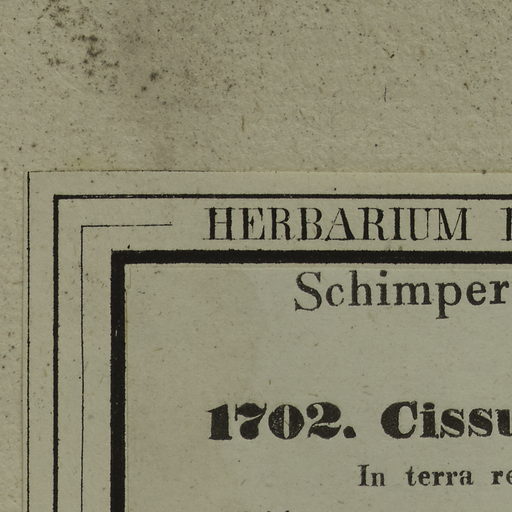 HERBARIUM
Schimper
1702. Cissu
In terra re